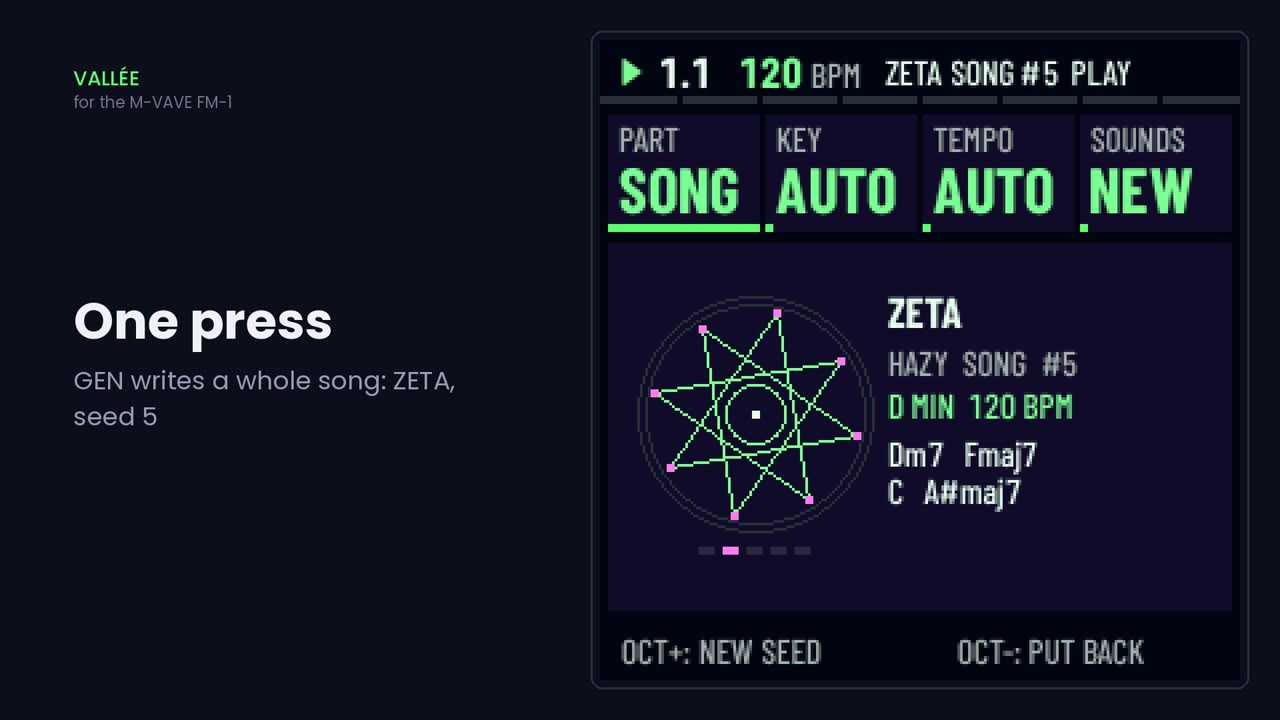 VALLÉE
for the M-VAVE FM-1
One press
GEN writes a whole song: ZETA,
seed 5
1.1 120 BPM ZETA SONG #5 PLAY
PART KEY TEMPO SOUNDS
SONG AUTO AUTO NEW
ZETA
HAZY SONG #5
D MIN 120 BPM
Dm7 Fmaj7
C A#maj7
OCT+: NEW SEED OCT-: PUT BACK